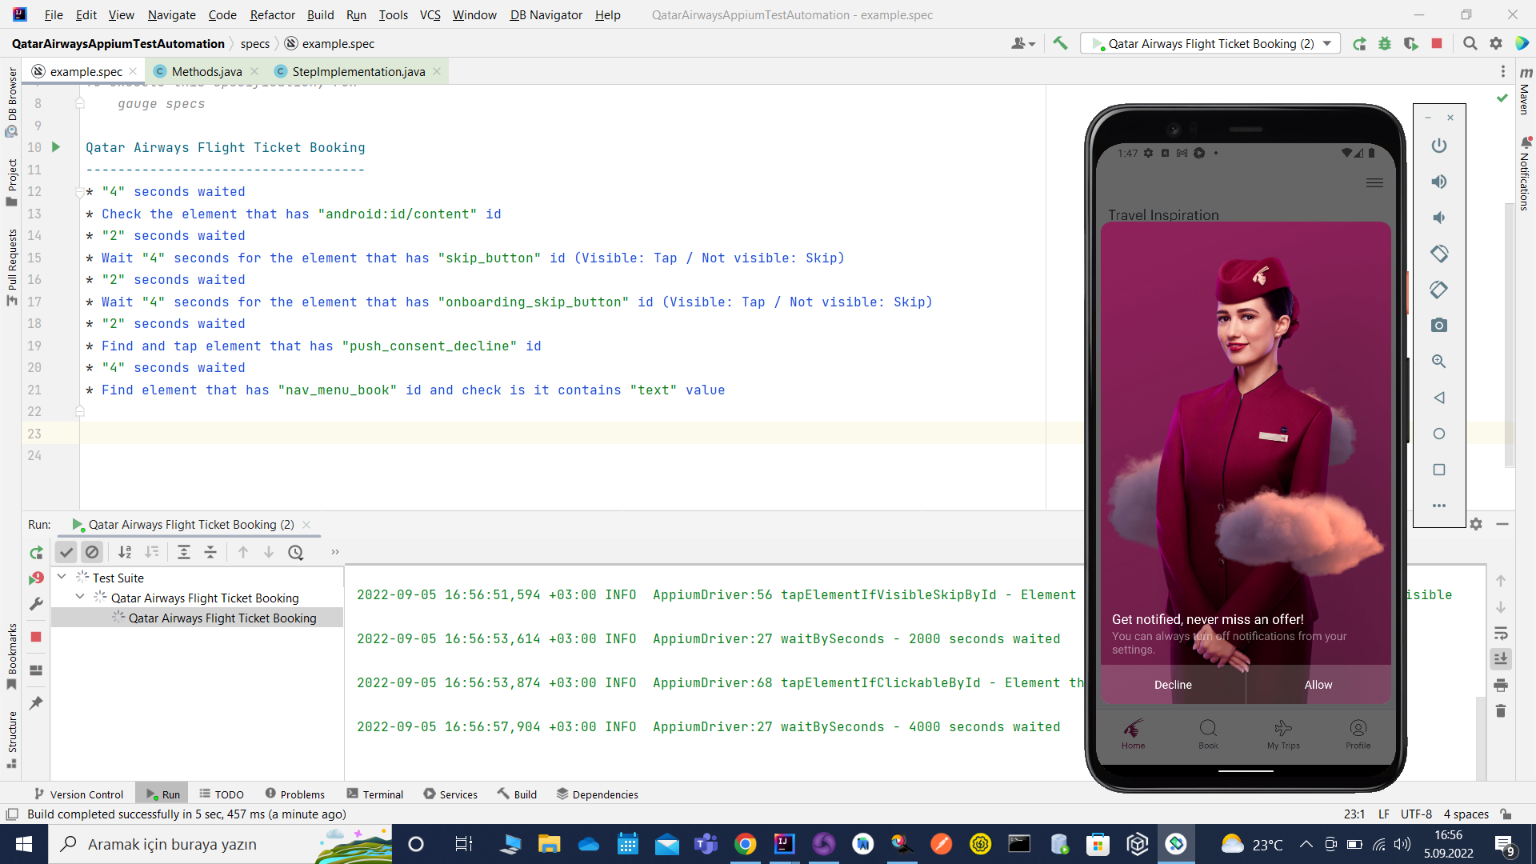 File Edit View Navigate Code Refactor Build Run Tools VCS Window DB Navigator Help QatarAirwaysAppiumTestAutomation - example.spec
QatarAirwaysAppiumTestAutomation specs example.spec
Qatar Airways Flight Ticket Booking (2)
example.spec Methods.java StepImplementation.java
8 gauge specs
9
10 Qatar Airways Flight Ticket Booking
11 -----------------------------------
12 * "4" seconds waited
13 * Check the element that has "android:id/content" id
14 * "2" seconds waited
15 * Wait "4" seconds for the element that has "skip_button" id (Visible: Tap / Not visible: Skip)
16 * "2" seconds waited
17 * Wait "4" seconds for the element that has "onboarding_skip_button" id (Visible: Tap / Not visible: Skip)
18 * "2" seconds waited
19 * Find and tap element that has "push_consent_decline" id
20 * "4" seconds waited
21 * Find element that has "nav_menu_book" id and check is it contains "text" value
22
23
24
DB Browser
Project
Pull Requests
Bookmarks
Structure
Maven
Notifications
1:47
Travel Inspiration
Get notified, never miss an offer!
You can always turn off notifications from your
settings.
Decline Allow
Home Book My Trips Profile
Run: Qatar Airways Flight Ticket Booking (2)
Test Suite
Qatar Airways Flight Ticket Booking
Qatar Airways Flight Ticket Booking
2022-09-05 16:56:51,594 +03:00 INFO AppiumDriver:56 tapElementIfVisibleSkipById - Element isible
2022-09-05 16:56:53,614 +03:00 INFO AppiumDriver:27 waitBySeconds - 2000 seconds waited
2022-09-05 16:56:53,874 +03:00 INFO AppiumDriver:68 tapElementIfClickableById - Element th
2022-09-05 16:56:57,904 +03:00 INFO AppiumDriver:27 waitBySeconds - 4000 seconds waited
Version Control Run TODO Problems Terminal Services Build Dependencies
Build completed successfully in 5 sec, 457 ms (a minute ago) 23:1 LF UTF-8 4 spaces
Aramak için buraya yazın
23°C
16:56
5.09.2022
9